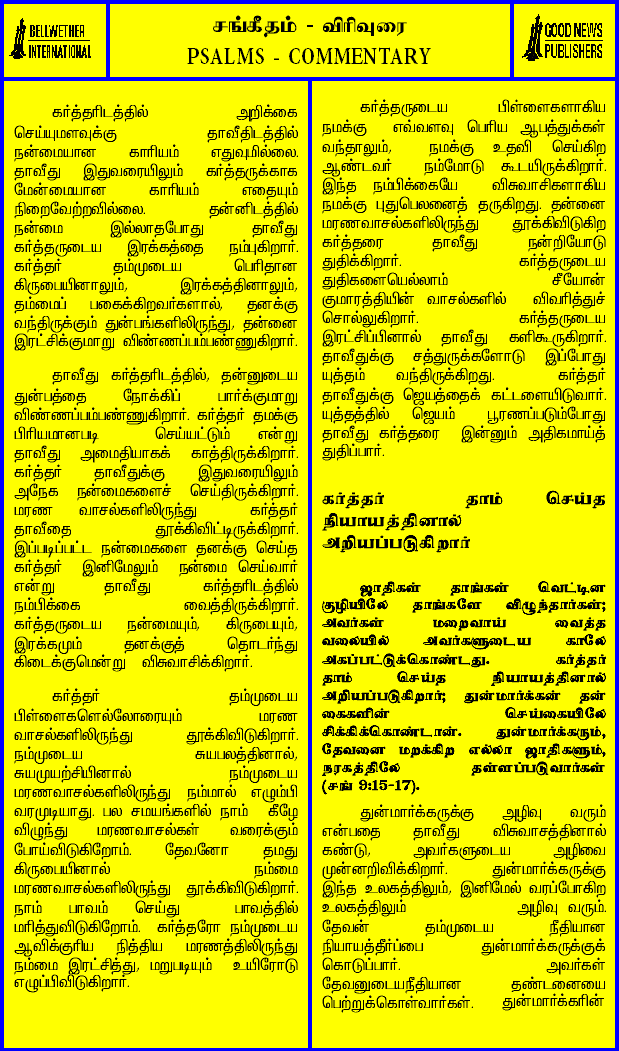 BELLWETHER
INTERNATIONAL
சங்கீதம் - விரிவுரை
PSALMS - COMMENTARY
GOOD NEWS
PUBLISHERS
கர்த்தரிடத்தில் அறிக்கை
செய்யுமளவுக்கு தாவீதிடத்தில்
நன்மையான காரியம் எதுவுமில்லை.
தாவீது இதுவரையிலும் கர்த்தருக்காக
மேன்மையான காரியம் எதையும்
நிறைவேற்றவில்லை. தன்னிடத்தில்
நன்மை இல்லாதபோது தாவீது
கர்த்தருடைய இரக்கத்தை நம்புகிறார்.
கர்த்தர் தம்முடைய பெரிதான
கிருபையினாலும், இரக்கத்தினாலும்,
தம்மைப் பகைக்கிறவர்களால், தனக்கு
வந்திருக்கும் துன்பங்களிலிருந்து, தன்னை
இரட்சிக்குமாறு விண்ணப்பம்பண்ணுகிறார்.
தாவீது கர்த்தரிடத்தில், தன்னுடைய
துன்பத்தை நோக்கிப் பார்க்குமாறு
விண்ணப்பம்பண்ணுகிறார். கர்த்தர் தமக்கு
பிரியமானபடி செய்யட்டும் என்று
தாவீது அமைதியாகக் காத்திருக்கிறார்.
கர்த்தர் தாவீதுக்கு இதுவரையிலும்
அநேக நன்மைகளைச் செய்திருக்கிறார்.
மரண வாசல்களிலிருந்து கர்த்தர்
தாவீதை தூக்கிவிட்டிருக்கிறார்.
இப்படிப்பட்ட நன்மைகளை தனக்கு செய்த
கர்த்தர் இனிமேலும் நன்மை செய்வார்
என்று தாவீது கர்த்தரிடத்தில்
நம்பிக்கை வைத்திருக்கிறார்.
கர்த்தருடைய நன்மையும், கிருபையும்,
இரக்கமும் தனக்குத் தொடர்ந்து
கிடைக்குமென்று விசுவாசிக்கிறார்.
கர்த்தர் தம்முடைய
பிள்ளைகளெல்லோரையும் மரண
வாசல்களிலிருந்து தூக்கிவிடுகிறார்.
நம்முடைய சுயபலத்தினால்,
சுயமுயற்சியினால் நம்முடைய
மரணவாசல்களிலிருந்து நம்மால் எழும்பி
வரமுடியாது. பல சமயங்களில் நாம் கீழே
விழுந்து மரணவாசல்கள் வரைக்கும்
போய்விடுகிறோம். தேவனோ தமது
கிருபையினால் நம்மை
மரணவாசல்களிலிருந்து தூக்கிவிடுகிறார்.
நாம் பாவம் செய்து பாவத்தில்
மரித்துவிடுகிறோம். கர்த்தரோ நம்முடைய
ஆவிக்குரிய நித்திய மரணத்திலிருந்து
நம்மை இரட்சித்து, மறுபடியும் உயிரோடு
எழுப்பிவிடுகிறார்.
கர்த்தருடைய பிள்ளைகளாகிய
நமக்கு எவ்வளவு பெரிய ஆபத்துக்கள்
வந்தாலும், நமக்கு உதவி செய்கிற
ஆண்டவர் நம்மோடு கூடயிருக்கிறார்.
இந்த நம்பிக்கையே விசுவாசிகளாகிய
நமக்கு புதுபெலனைத் தருகிறது. தன்னை
மரணவாசல்களிலிருந்து தூக்கிவிடுகிற
கர்த்தரை தாவீது நன்றியோடு
துதிக்கிறார். கர்த்தருடைய
துதிகளையெல்லாம் சீயோன்
குமாரத்தியின் வாசல்களில் விவரித்துச்
சொல்லுகிறார். கர்த்தருடைய
இரட்சிப்பினால் தாவீது களிகூருகிறார்.
தாவீதுக்கு சத்துருக்களோடு இப்போது
யுத்தம் வந்திருக்கிறது. கர்த்தர்
தாவீதுக்கு ஜெயத்தைக் கட்டளையிடுவார்.
யுத்தத்தில் ஜெயம் பூரணப்படும்போது
தாவீது கர்த்தரை இன்னும் அதிகமாய்த்
துதிப்பார்.
கர்த்தர் தாம் செய்த
நியாயத்தினால்
அறியப்படுகிறார்
ஜாதிகள் தாங்கள் வெட்டின
குழியிலே தாங்களே விழுந்தார்கள்;
அவர்கள் மறைவாய் வைத்த
வலையில் அவர்களுடைய காலே
அகப்பட்டுக்கொண்டது. கர்த்தர்
தாம் செய்த நியாயத்தினால்
அறியப்படுகிறார்; துன்மார்க்கன் தன்
கைகளின் செய்கையிலே
சிக்கிக்கொண்டான். துன்மார்க்கரும்,
தேவனை மறக்கிற எல்லா ஜாதிகளும்,
நரகத்திலே தள்ளப்படுவார்கள்
(சங் 9:15-17).
துன்மார்க்கருக்கு அழிவு வரும்
என்பதை தாவீது விசுவாசத்தினால்
கண்டு, அவர்களுடைய அழிவை
முன்னறிவிக்கிறார். துன்மார்க்கருக்கு
இந்த உலகத்திலும், இனிமேல் வரப்போகிற
உலகத்திலும் அழிவு வரும்.
தேவன் தம்முடைய நீதியான
நியாயத்தீர்ப்பை துன்மார்க்கருக்குக்
கொடுப்பார். அவர்கள்
தேவனுடையநீதியான தண்டனையை
பெற்றுக்கொள்வார்கள். துன்மார்க்கரின்